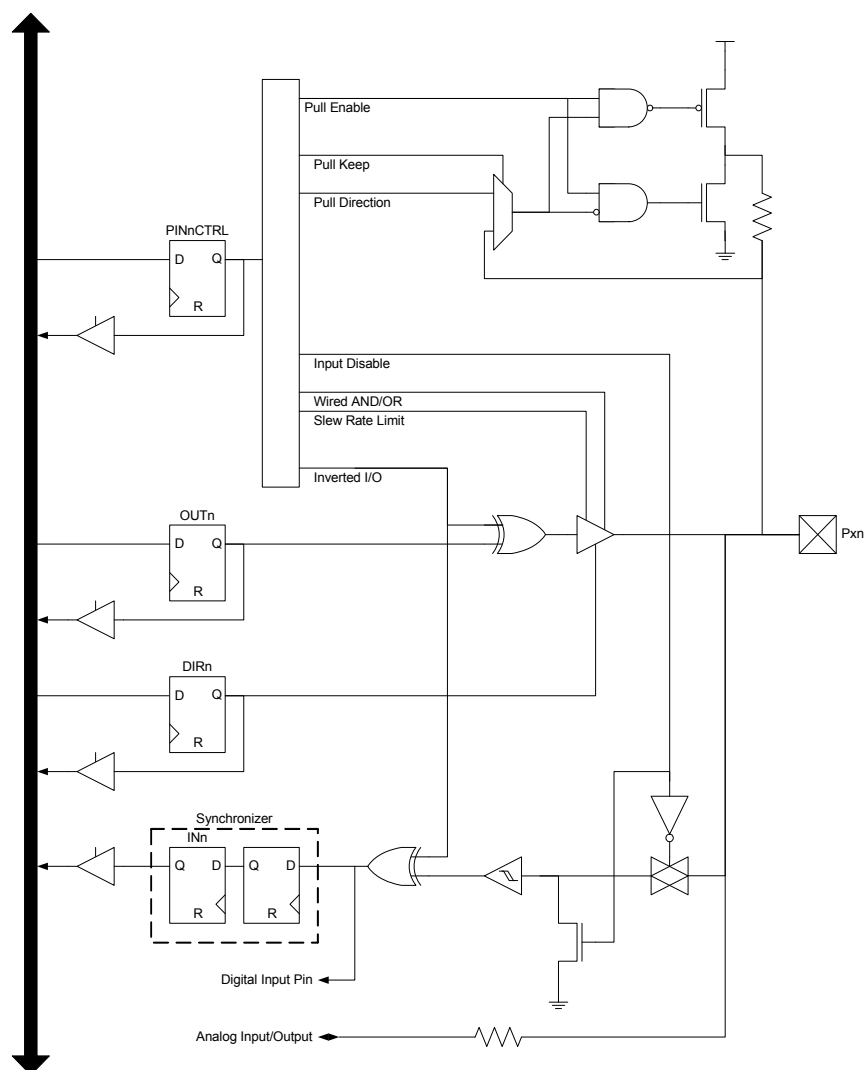 Pull Enable
Pull Keep
Pull Direction
PINnCTRL
D Q
R
Input Disable
Wired AND/OR
Slew Rate Limit
Inverted I/O
OUTn
D Q
R
Pxn
DIRn
D Q
R
Synchronizer
INn
Q D Q D
R R
Digital Input Pin
Analog Input/Output